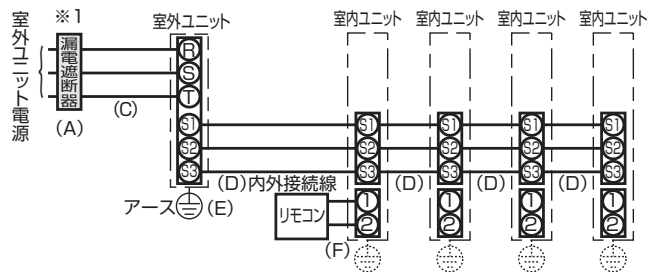 ※1
室外ユニット電源
漏電遮断器
(A)
(C)
室外ユニット
R
S
T
S1
S2
S3
アース
(E)
(D)内外接続線
リモコン
(F)
室内ユニット
S1
S2
S3
1
2
(D)
室内ユニット
S1
S2
S3
1
2
(D)
室内ユニット
S1
S2
S3
1
2
(D)
室内ユニット
S1
S2
S3
1
2